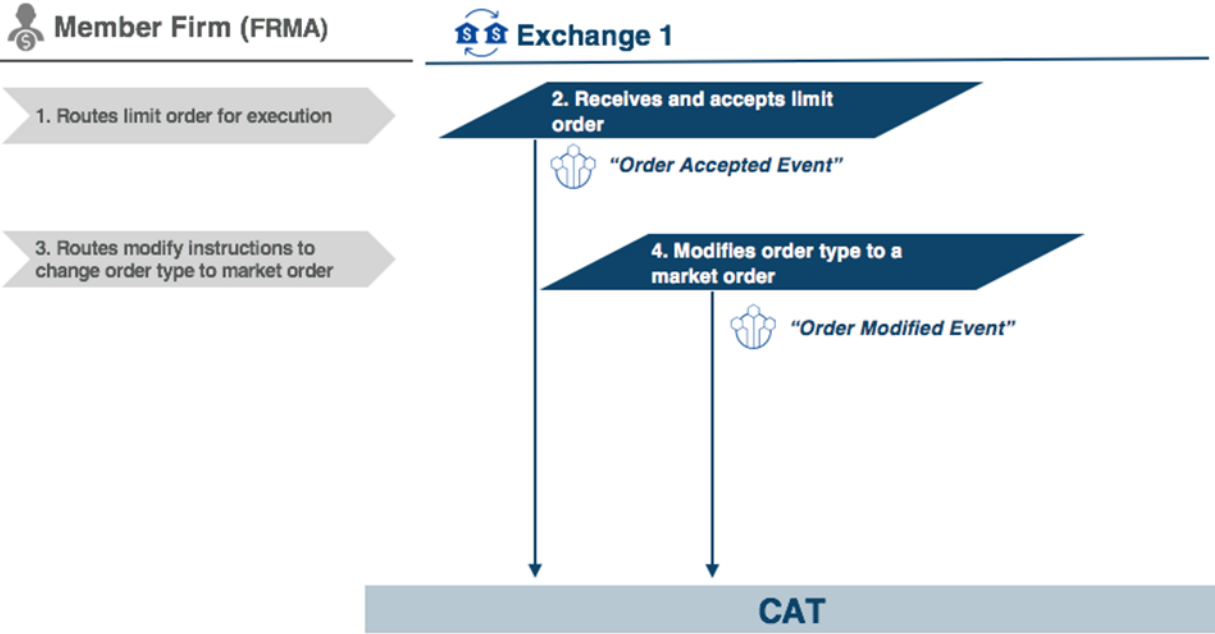 Member Firm (FRMA)
Exchange 1
1. Routes limit order for execution
2. Receives and accepts limit
order
“Order Accepted Event”
3. Routes modify instructions to
change order type to market order
4. Modifies order type to a
market order
“Order Modified Event”
CAT